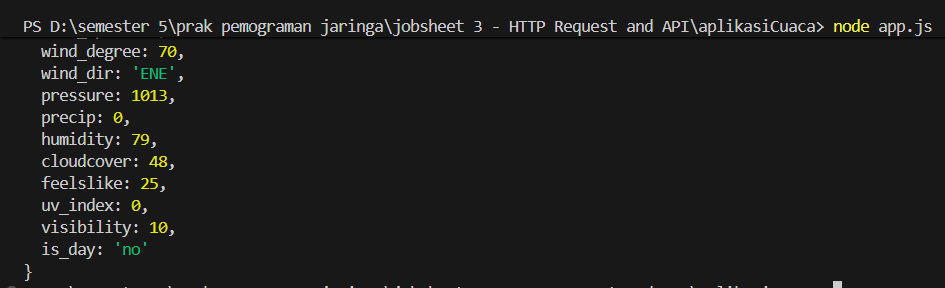 PS D:\semester 5\prak pemograman jaringa\jobsheet 3 - HTTP Request and API\aplikasiCuaca> node app.js
wind_degree: 70,
wind_dir: 'ENE',
pressure: 1013,
precip: 0,
humidity: 79,
cloudcover: 48,
feelslike: 25,
uv_index: 0,
visibility: 10,
is_day: 'no'
}